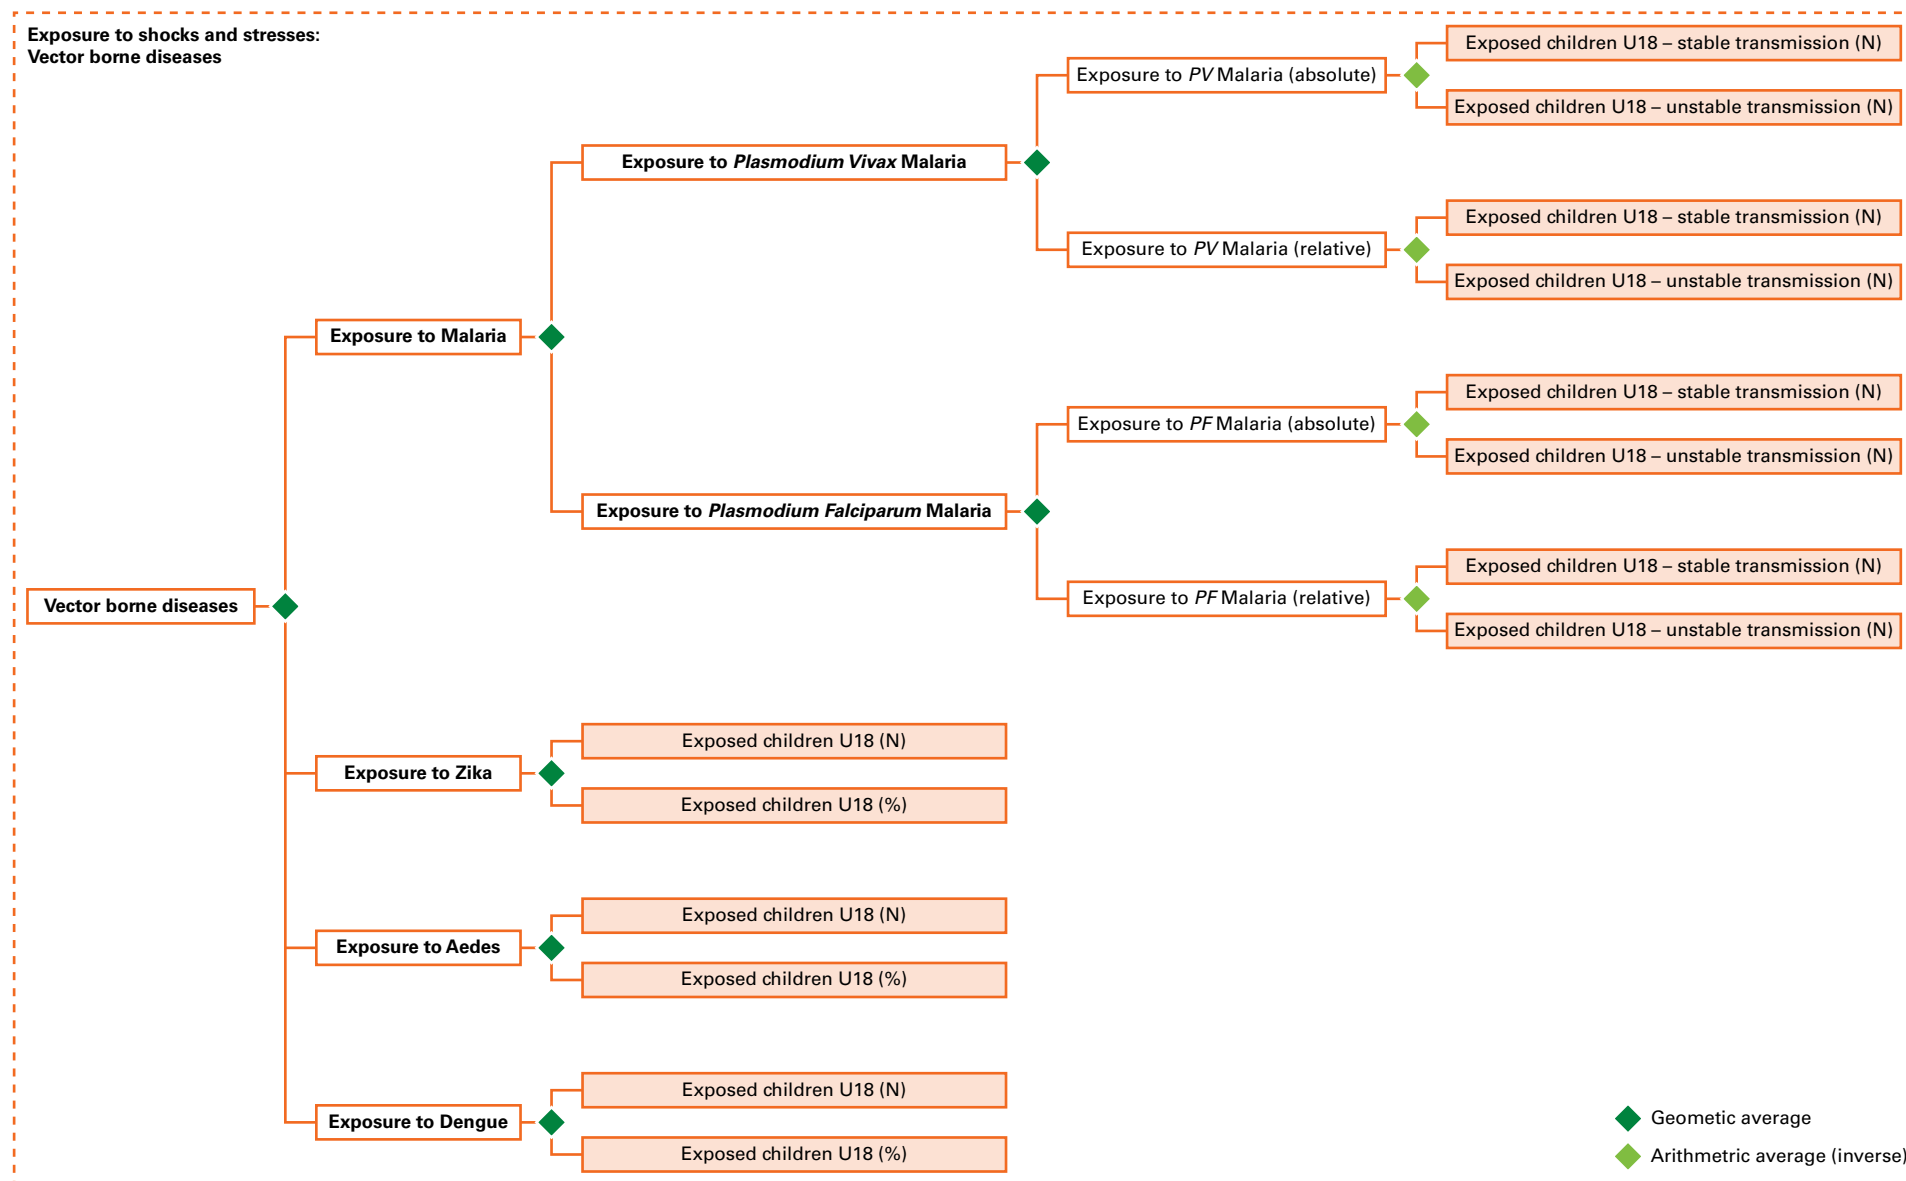 Exposure to shocks and stresses:
Vector borne diseases
Exposed children U18 – stable transmission (N)
Exposure to PV Malaria (absolute)
Exposed children U18 – unstable transmission (N)
Exposure to Plasmodium Vivax Malaria
Exposed children U18 – stable transmission (N)
Exposure to PV Malaria (relative)
Exposed children U18 – unstable transmission (N)
Exposure to Malaria
Exposed children U18 – stable transmission (N)
Exposure to PF Malaria (absolute)
Exposed children U18 – unstable transmission (N)
Exposure to Plasmodium Falciparum Malaria
Exposed children U18 – stable transmission (N)
Exposure to PF Malaria (relative)
Exposed children U18 – unstable transmission (N)
Vector borne diseases
Exposed children U18 (N)
Exposure to Zika
Exposed children U18 (%)
Exposed children U18 (N)
Exposure to Aedes
Exposed children U18 (%)
Exposed children U18 (N)
Exposure to Dengue
Exposed children U18 (%)
Geometic average
Arithmetric average (inverse)